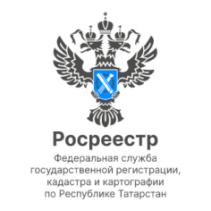 Росреестр
Федеральная служба
государственной регистрации,
кадастра и картографии
по Республике Татарстан